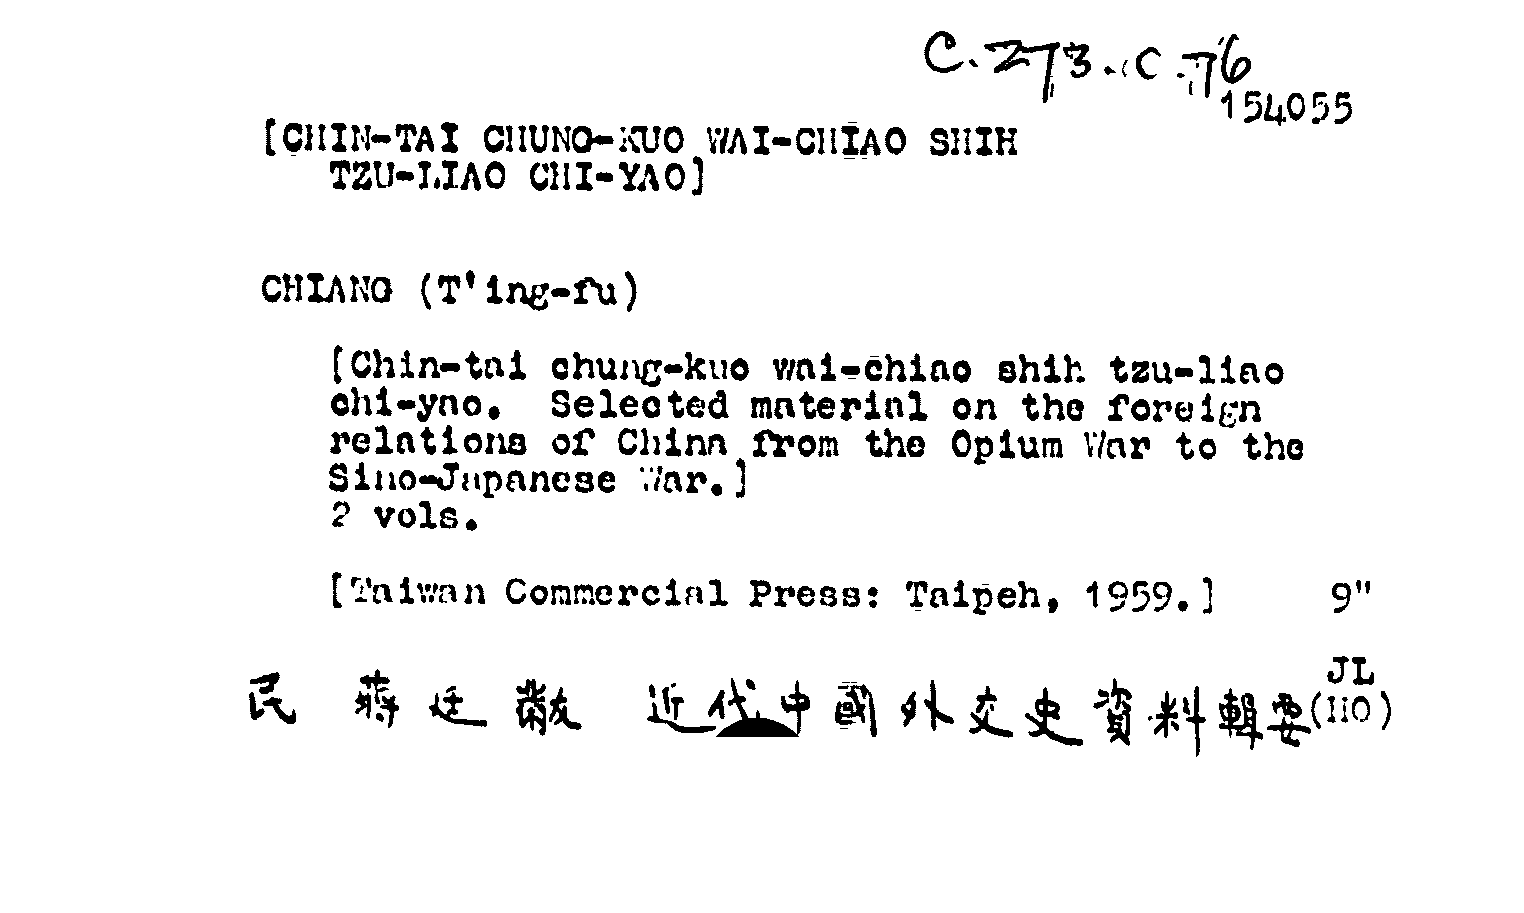 C.273.c.76
154055
[CHIN-TAI CHUNG-KUO WAI-CHIAO SHIH
TZU-LIAO CHI-YAO]
CHIANG (T'ing-fu)
[Chin-tai chung-kuo wai-chiao shih tzu-liao
chi-yao. Selected material on the foreign
relations of China from the Opium War to the
Sino-Japanese War.]
2 vols.
[Taiwan Commercial Press: Taipeh, 1959.] 9"
JL
民 蔣廷黻 近代中國外交史資料輯要 (HO)